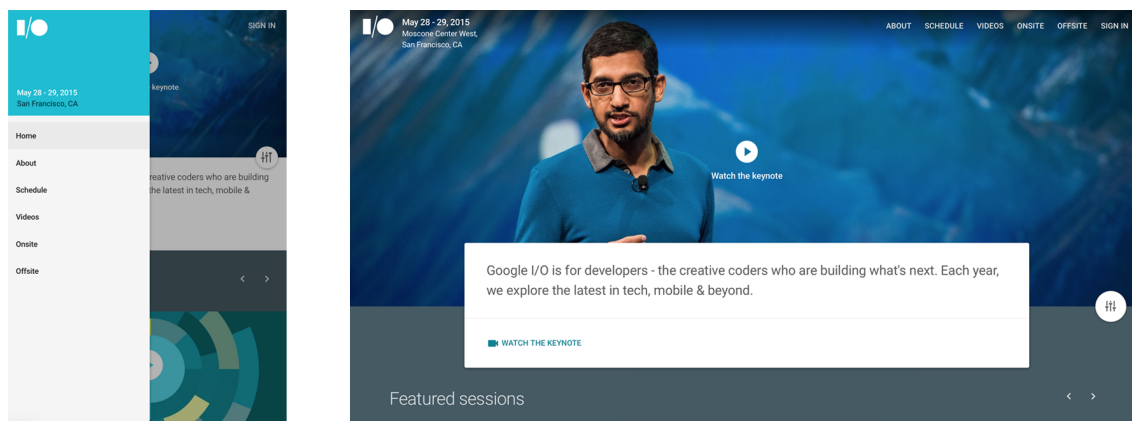 I/O
SIGN IN
keynote
May 28 - 29, 2015
San Francisco, CA
Home
About
Schedule
Videos
Onsite
Offsite
reative coders who are building
the latest in tech, mobile &
I/O
May 28 - 29, 2015
Moscone Center West,
San Francisco, CA
ABOUT SCHEDULE VIDEOS ONSITE OFFSITE SIGN IN
Watch the keynote
Google I/O is for developers - the creative coders who are building what's next. Each year,
we explore the latest in tech, mobile & beyond.
WATCH THE KEYNOTE
Featured sessions